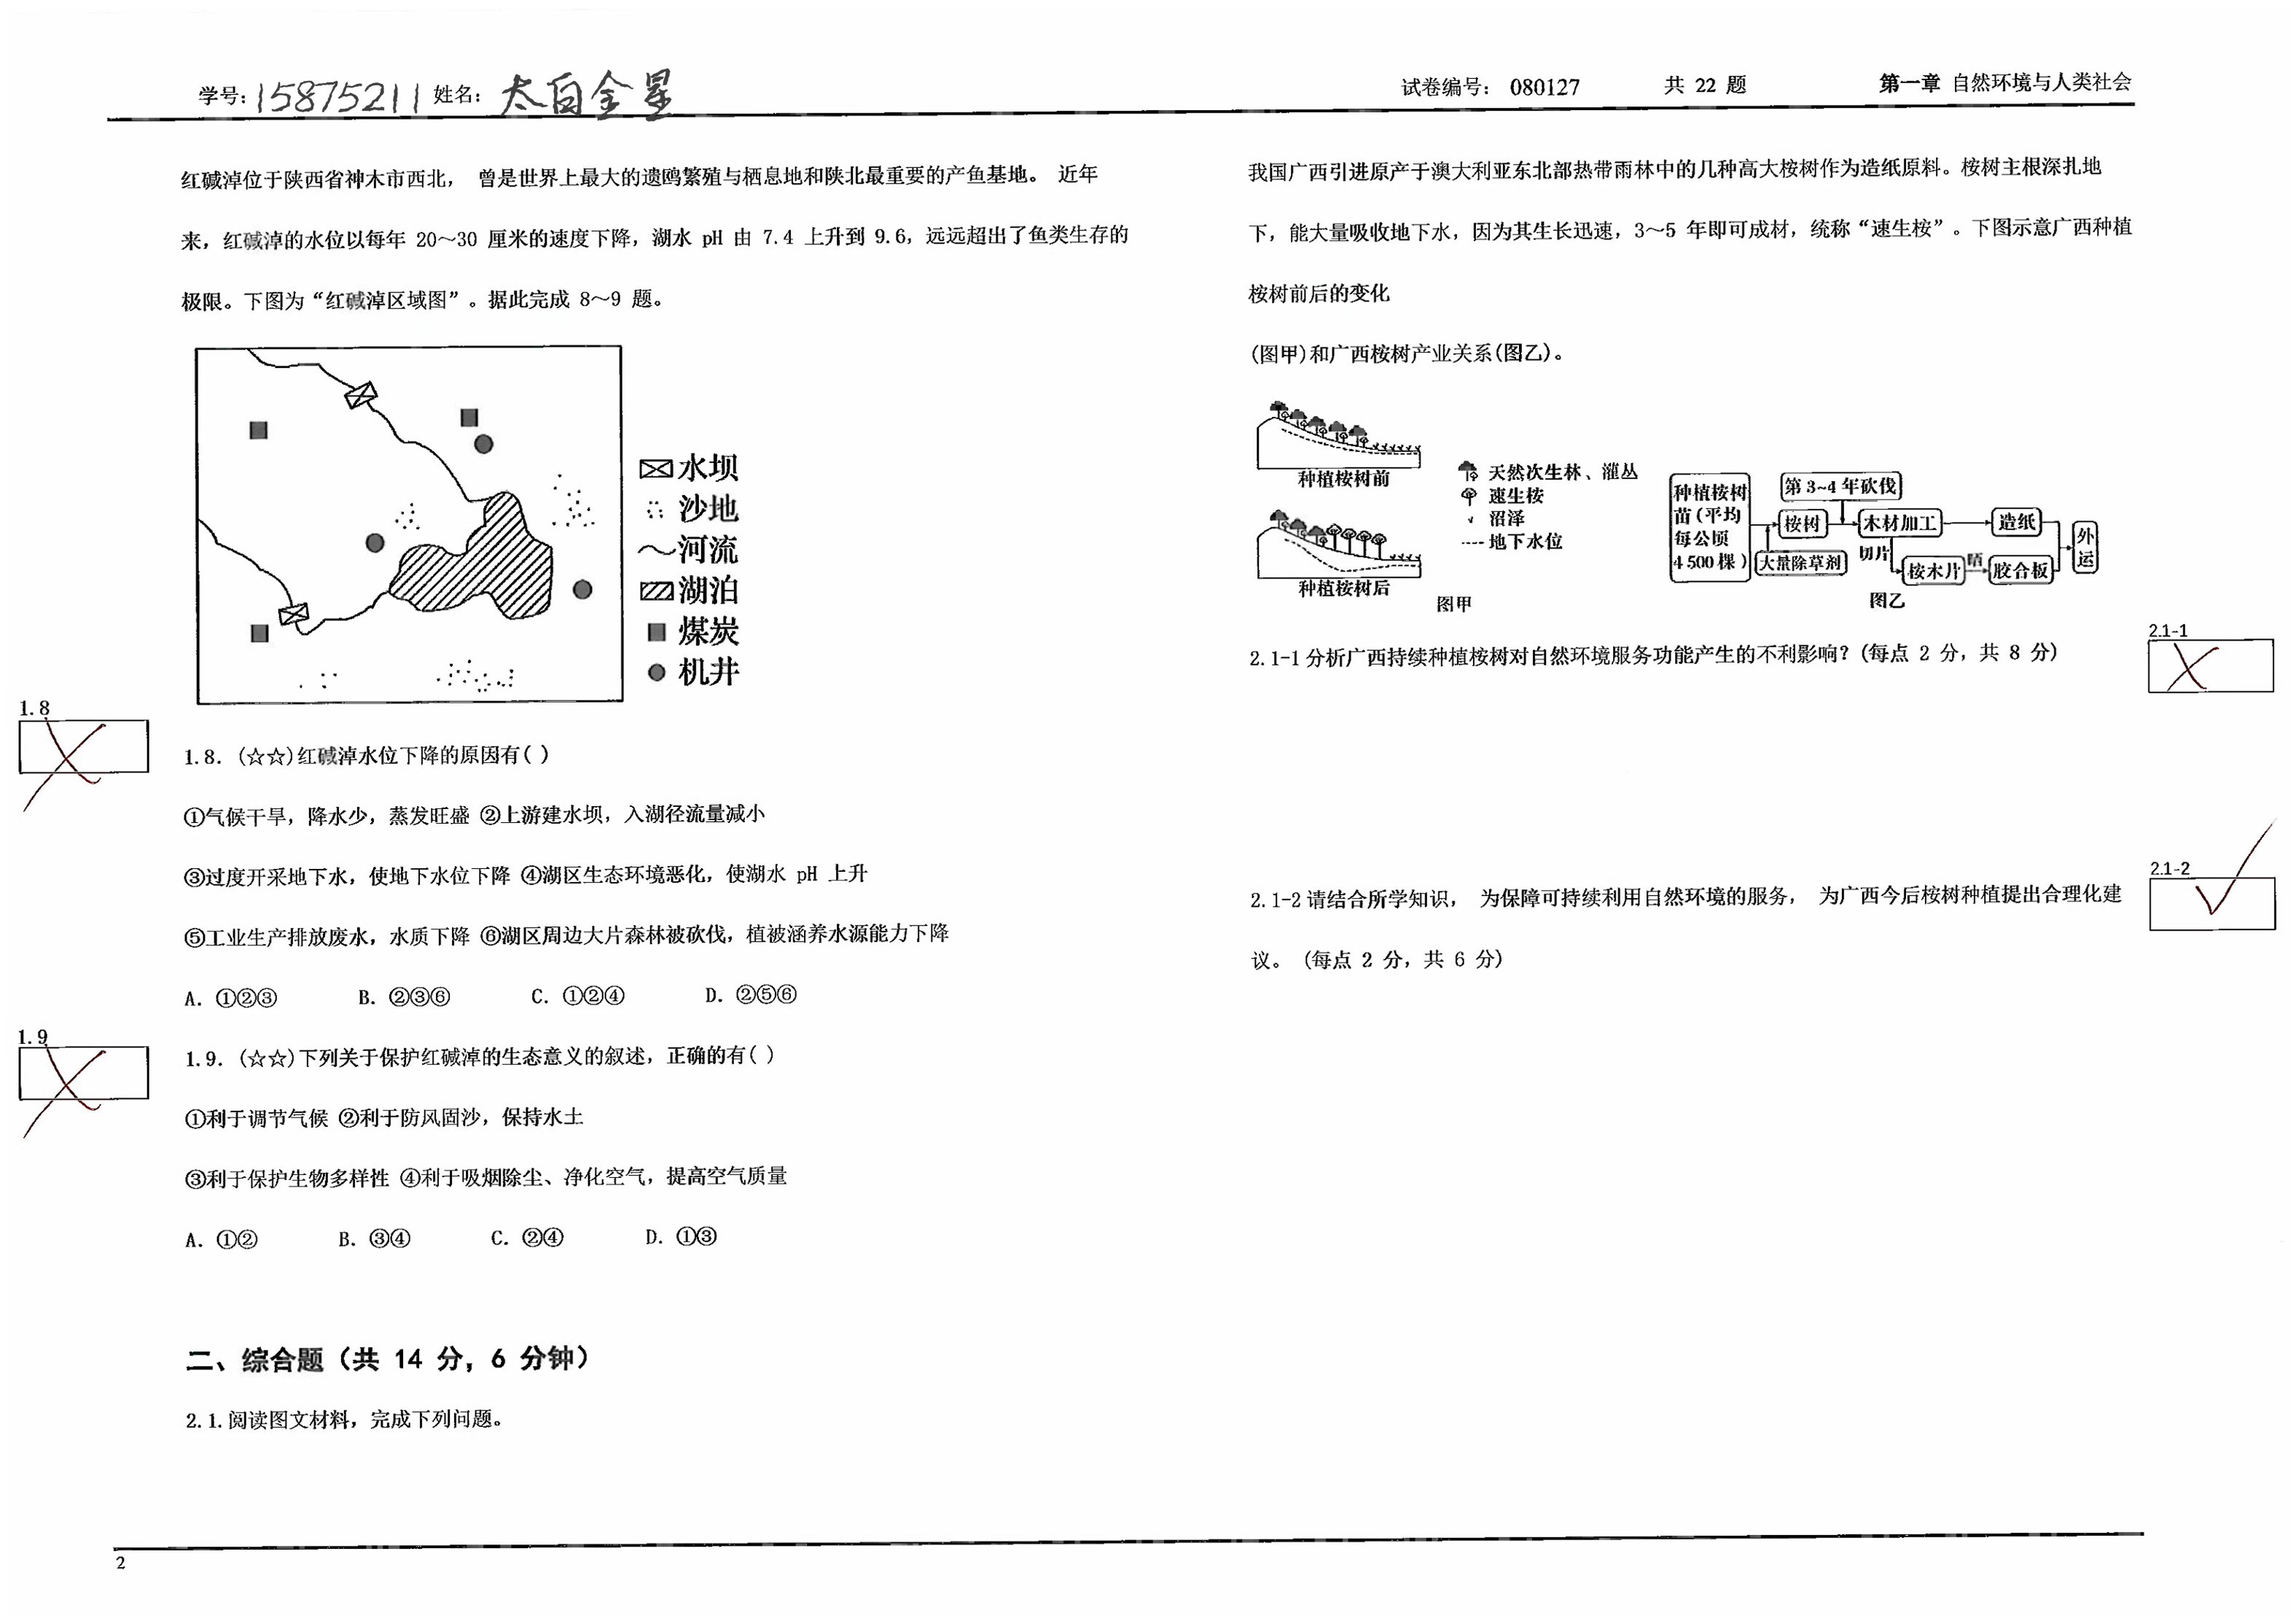 学号: 15875211 姓名: 太白金星
试卷编号: 080127 共 22 题 第一章 自然环境与人类社会
红碱淖位于陕西省神木市西北， 曾是世界上最大的遗鸥繁殖与栖息地和陕北最重要的产鱼基地。 近年
来，红碱淖的水位以每年 20～30 厘米的速度下降，湖水 pH 由 7.4 上升到 9.6，远远超出了鱼类生存的
极限。下图为“红碱淖区域图”。据此完成 8～9 题。
水坝
沙地
河流
湖泊
煤炭
机井
1.8
1.8. (☆☆)红碱淖水位下降的原因有( )
①气候干旱，降水少，蒸发旺盛 ②上游建水坝，入湖径流量减小
③过度开采地下水，使地下水位下降 ④湖区生态环境恶化，使湖水 pH 上升
⑤工业生产排放废水，水质下降 ⑥湖区周边大片森林被砍伐，植被涵养水源能力下降
A. ①②③ B. ②③⑥ C. ①②④ D. ②⑤⑥
1.9
1.9. (☆☆)下列关于保护红碱淖的生态意义的叙述，正确的有( )
①利于调节气候 ②利于防风固沙，保持水土
③利于保护生物多样性 ④利于吸烟除尘、净化空气，提高空气质量
A. ①② B. ③④ C. ②④ D. ①③
二、综合题（共 14 分，6 分钟）
2.1.阅读图文材料，完成下列问题。
2
我国广西引进原产于澳大利亚东北部热带雨林中的几种高大桉树作为造纸原料。桉树主根深扎地
下，能大量吸收地下水，因为其生长迅速，3～5 年即可成材，统称“速生桉”。下图示意广西种植
桉树前后的变化
(图甲)和广西桉树产业关系(图乙)。
种植桉树前
种植桉树后
天然次生林、灌丛
速生桉
沼泽
地下水位
图甲
种植桉树
苗(平均
每公顷
4 500棵)
第3~4年砍伐
桉树
大量除草剂
木材加工
切片
造纸
桉木片
晒
胶合板
外
运
图乙
2.1-1
2.1-1分析广西持续种植桉树对自然环境服务功能产生的不利影响？(每点 2 分，共 8 分)
2.1-2
2.1-2请结合所学知识， 为保障可持续利用自然环境的服务， 为广西今后桉树种植提出合理化建
议。 (每点 2 分，共 6 分)